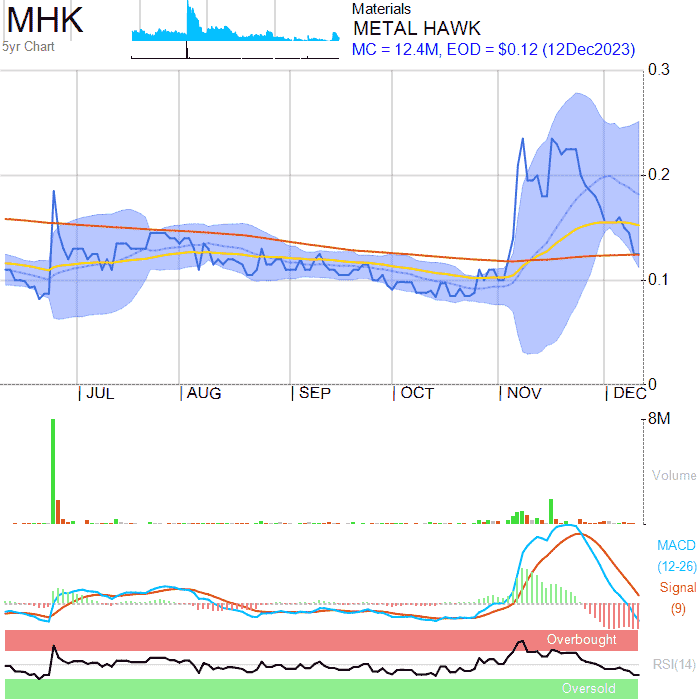 MHK
5yr Chart
Materials
METAL HAWK
MC = 12.4M, EOD = $0.12 (12Dec2023)
0.3
0.2
0.1
0
JUL AUG SEP OCT NOV DEC
8M
Volume
MACD
(12-26)
Signal
(9)
Overbought
RSI(14)
Oversold